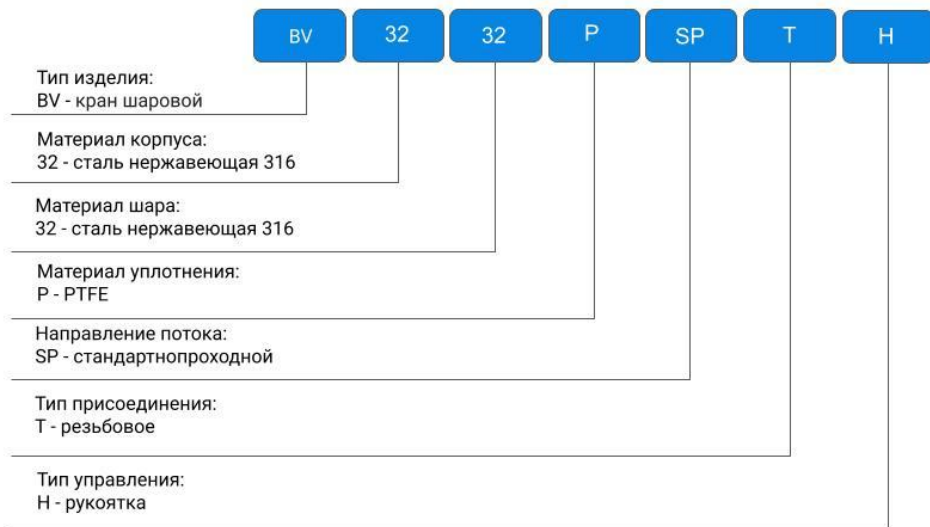 BV 32 32 P SP T H
Тип изделия:
BV - кран шаровой
Материал корпуса:
32 - сталь нержавеющая 316
Материал шара:
32 - сталь нержавеющая 316
Материал уплотнения:
P - PTFE
Направление потока:
SP - стандартнопроходной
Тип присоединения:
Т - резьбовое
Тип управления:
Н - рукоятка